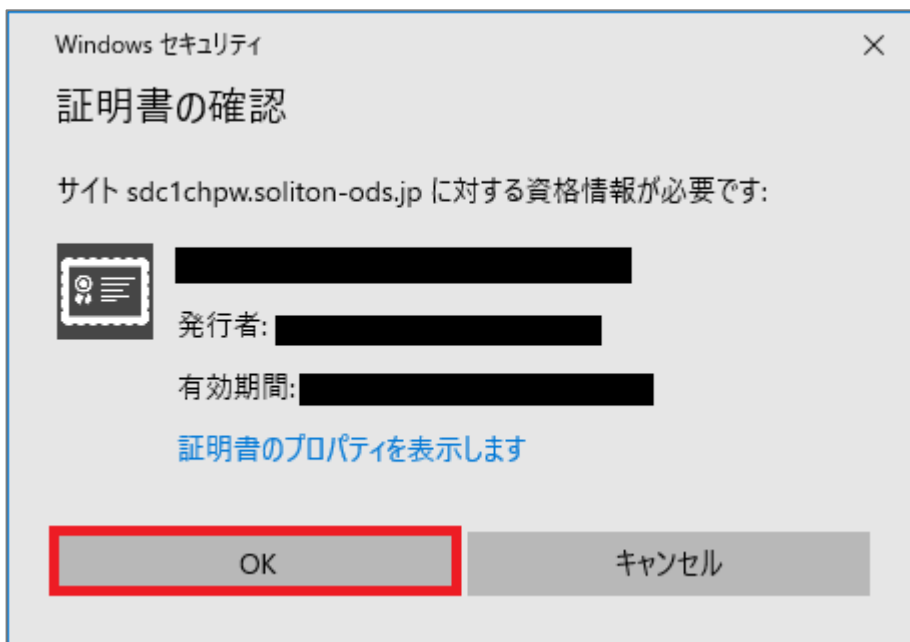 Windows セキュリティ
証明書の確認
サイト sdc1chpw.soliton-ods.jp に対する資格情報が必要です:
発行者:
有効期間:
証明書のプロパティを表示します
OK
キャンセル